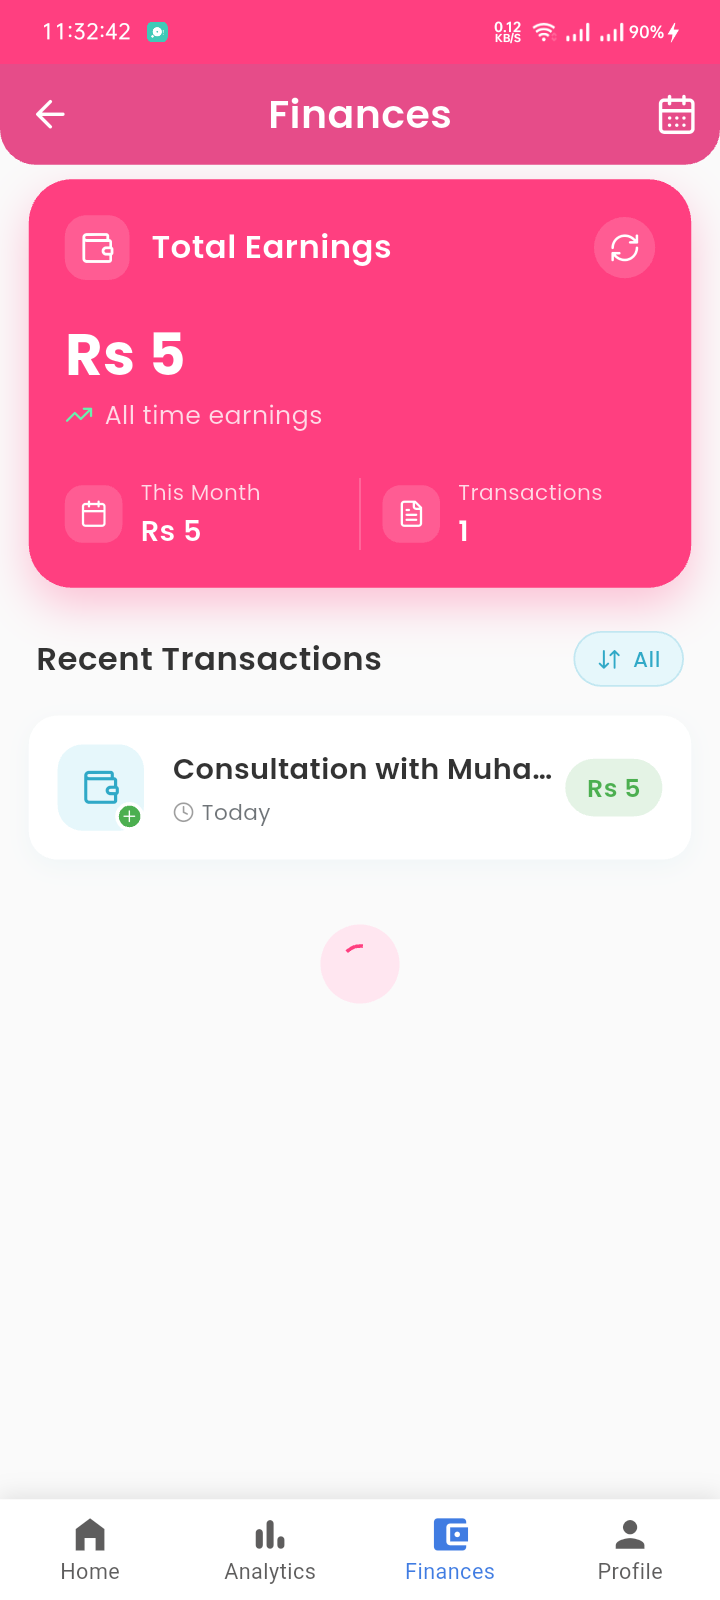 11:32:42
0.12 KB/S
90%
Finances
Total Earnings
Rs 5
All time earnings
This Month
Rs 5
Transactions
1
Recent Transactions
All
Consultation with Muha...
Today
Rs 5
Home
Analytics
Finances
Profile